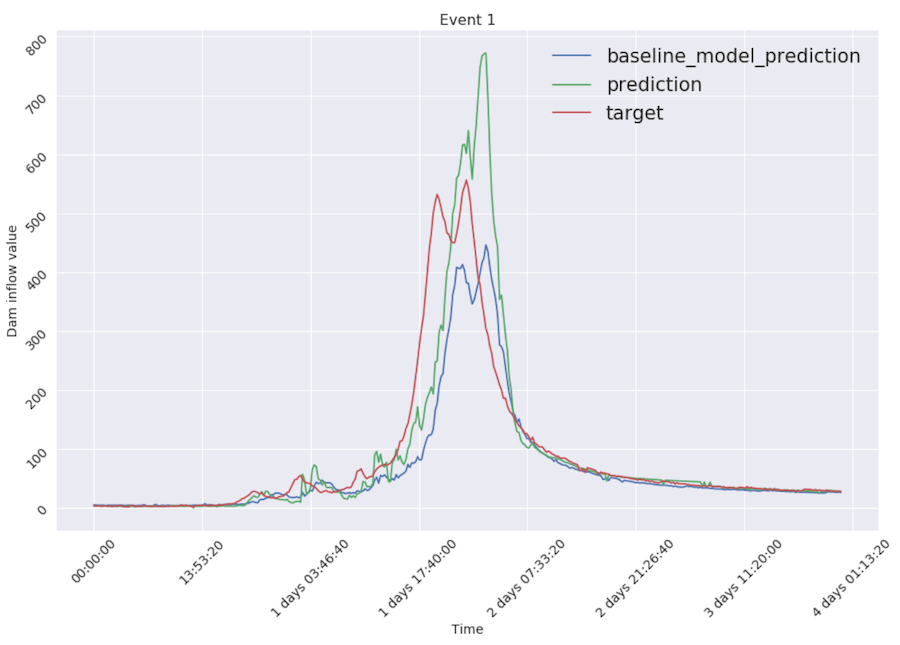 Event 1
baseline_model_prediction
prediction
target
Dam inflow value
800
700
600
500
400
300
200
100
0
00:00:00
13:53:20
1 days 03:46:40
1 days 17:40:00
2 days 07:33:20
2 days 21:26:40
3 days 11:20:00
4 days 01:13:20
Time